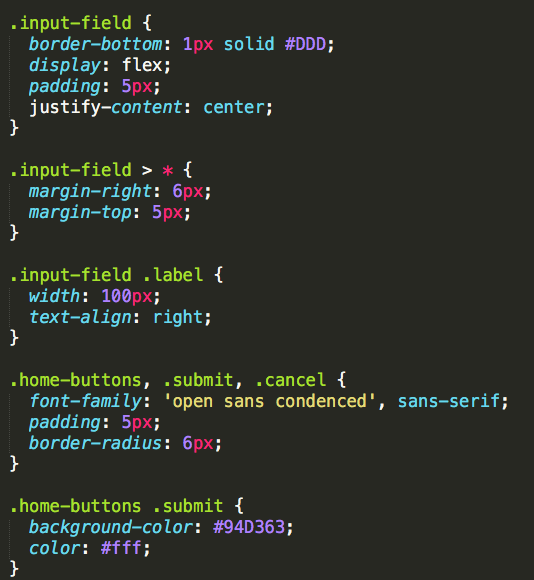 .input-field {
  border-bottom: 1px solid #DDD;
  display: flex;
  padding: 5px;
  justify-content: center;
}

.input-field > * {
  margin-right: 6px;
  margin-top: 5px;
}

.input-field .label {
  width: 100px;
  text-align: right;
}

.home-buttons, .submit, .cancel {
  font-family: 'open sans condenced', sans-serif;
  padding: 5px;
  border-radius: 6px;
}

.home-buttons .submit {
  background-color: #94D363;
  color: #fff;
}